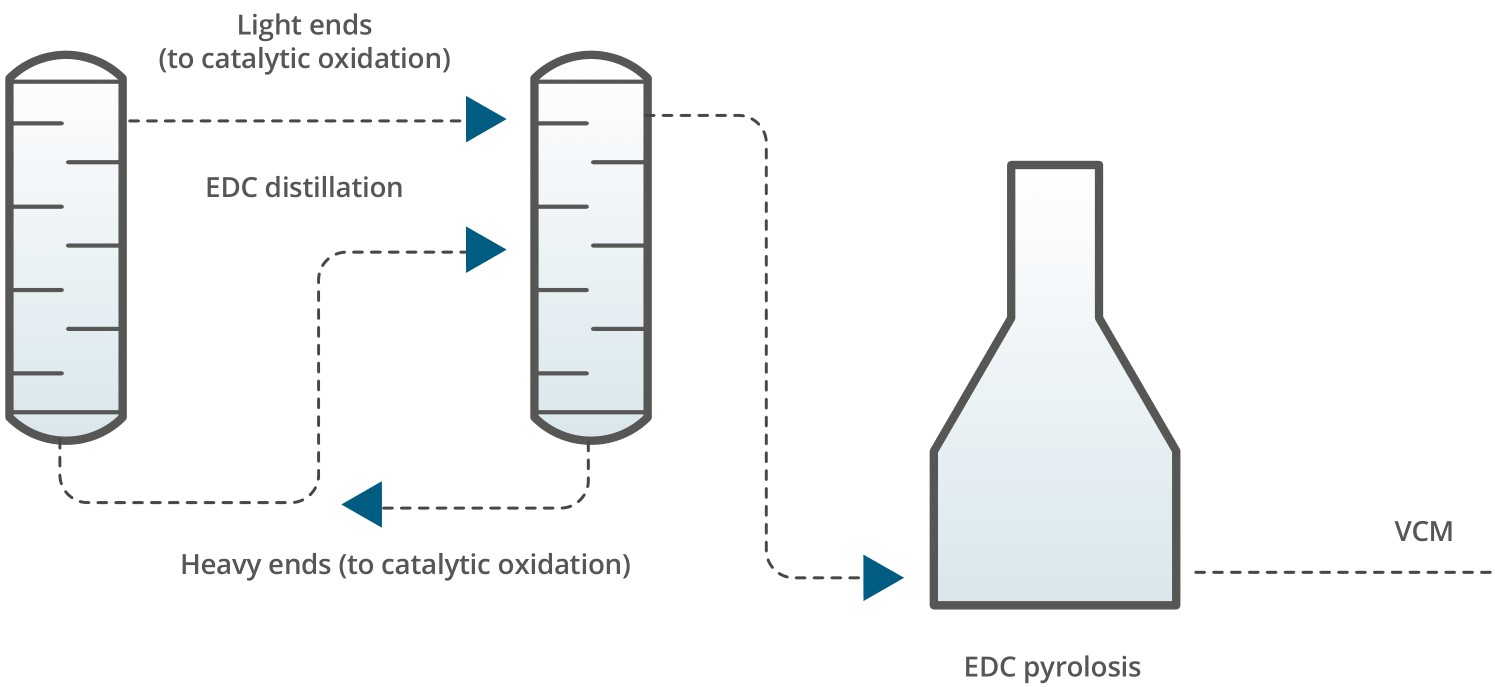 Light ends
(to catalytic oxidation)
EDC distillation
Heavy ends (to catalytic oxidation)
VCM
EDC pyrolosis